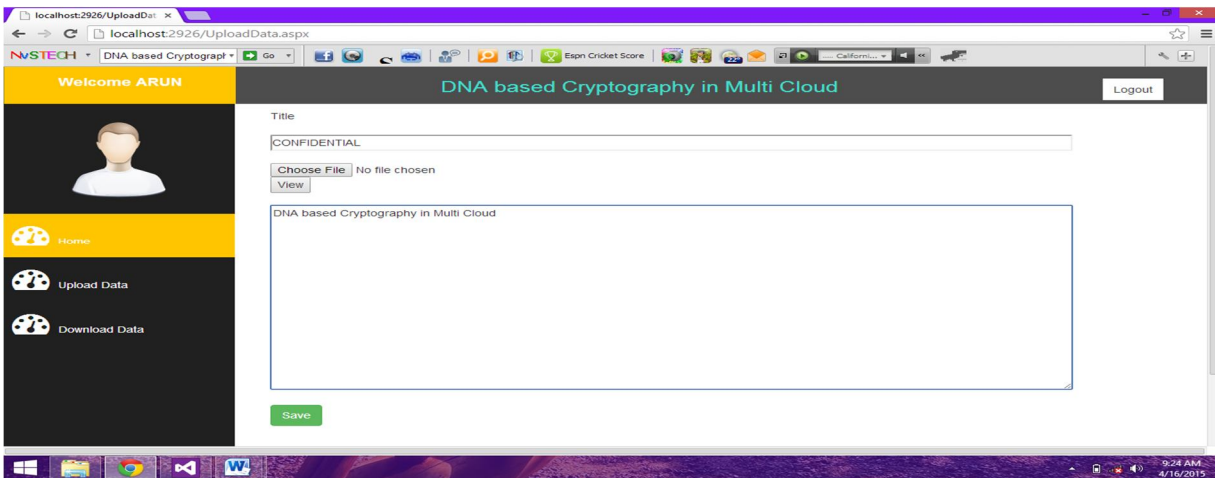 localhost:2926/UploadDat
localhost:2926/UploadData.aspx
NVSTECH DNA based Cryptograph Go Espn Cricket Score 22° Californi...
Welcome ARUN
DNA based Cryptography in Multi Cloud
Logout
Title
CONFIDENTIAL
Choose File No file chosen
View
DNA based Cryptography in Multi Cloud
Home
Upload Data
Download Data
Save
9:24 AM
4/16/2015